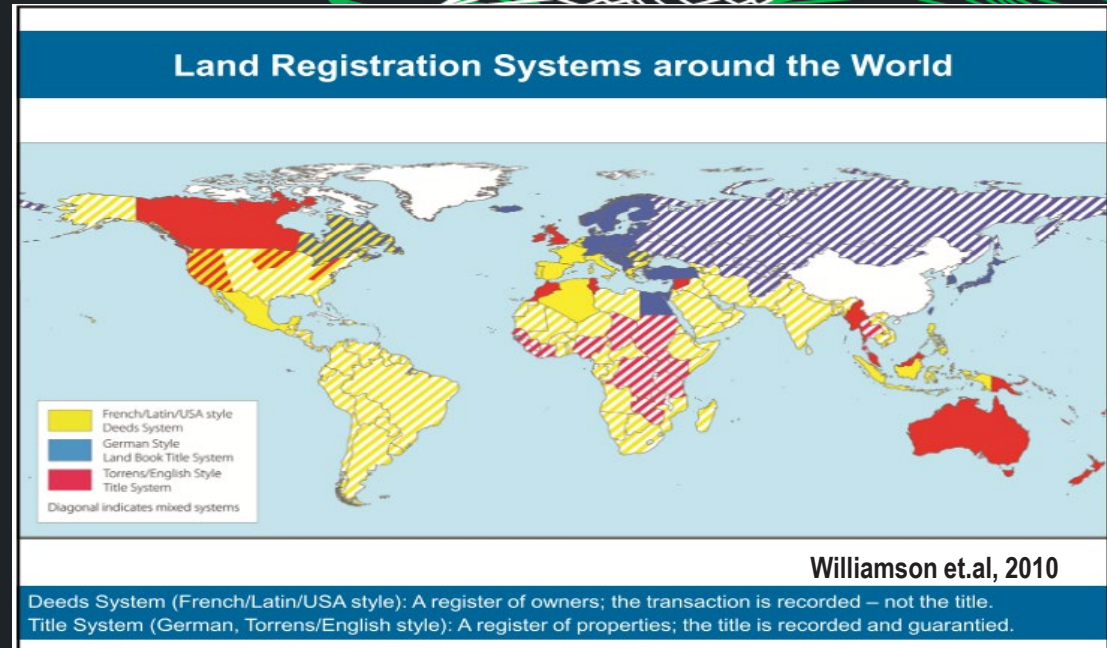 Land Registration Systems around the World
French/Latin/USA style
Deeds System
German Style
Land Book Title System
Torrens/English Style
Title System
Diagonal indicates mixed systems
Williamson et.al, 2010
Deeds System (French/Latin/USA style): A register of owners; the transaction is recorded – not the title.
Title System (German, Torrens/English style): A register of properties; the title is recorded and guarantied.